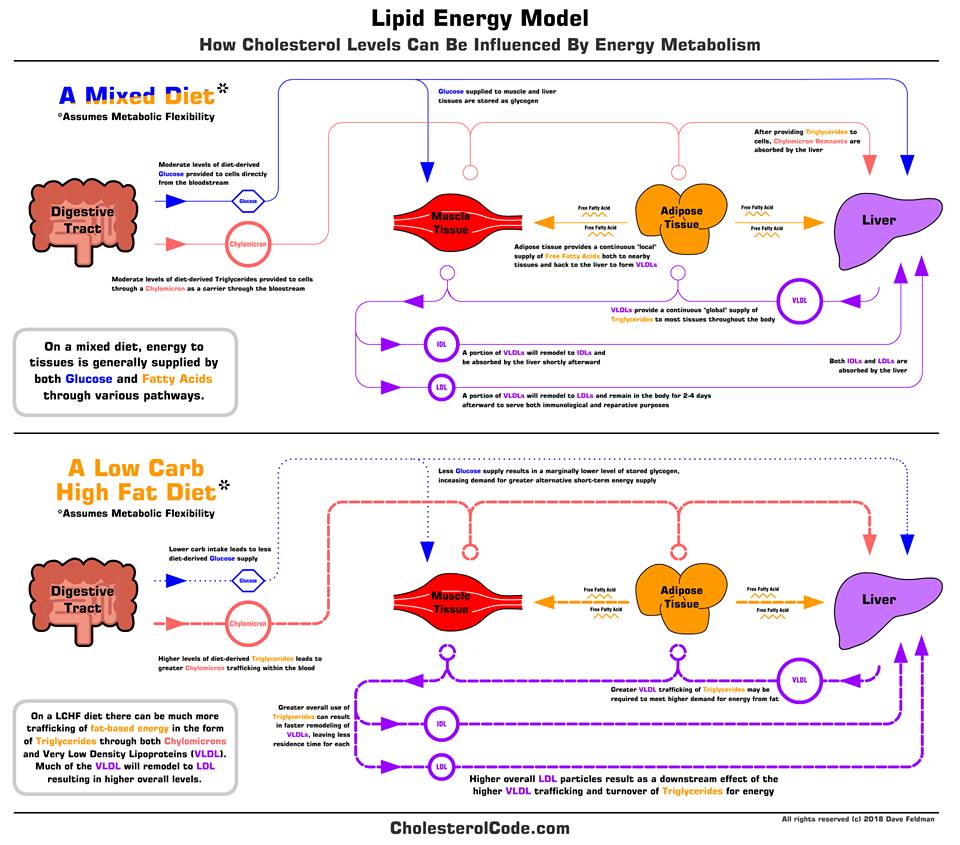 Lipid Energy Model
How Cholesterol Levels Can Be Influenced By Energy Metabolism
A Mixed Diet*
*Assumes Metabolic Flexibility
Glucose supplied to muscle and liver
tissues are stored as glycogen
After providing Triglycerides to
cells, Chylomicron Remnants are
absorbed by the liver
Moderate levels of diet-derived
Glucose provided to cells directly
from the bloodstream
Glucose
Digestive
Tract
Chylomicron
Moderate levels of diet-derived Triglycerides provided to cells
through a Chylomicron as a carrier through the bloostream
Muscle
Tissue
Free Fatty Acid
Free Fatty Acid
Adipose
Tissue
Free Fatty Acid
Free Fatty Acid
Liver
Adipose tissue provides a continuous "local"
supply of Free Fatty Acids both to nearby
tissues and back to the liver to form VLDLs
VLDL
VLDLs provide a continuous "global" supply of
Triglycerides to most tissues throughout the body
On a mixed diet, energy to
tissues is generally supplied by
both Glucose and Fatty Acids
through various pathways.
IDL
A portion of VLDLs will remodel to IDLs and
be absorbed by the liver shortly afterward
Both IDLs and LDLs are
absorbed by the liver
LDL
A portion of VLDLs will remodel to LDLs and remain in the body for 2-4 days
afterward to serve both immunological and reparative purposes
A Low Carb
High Fat Diet*
*Assumes Metabolic Flexibility
Less Glucose supply results in a marginally lower level of stored glycogen,
inceasing demand for greater alternative short-term energy supply
Lower carb intake leads to less
diet-derived Glucose supply
Glucose
Digestive
Tract
Chylomicron
Higher levels of diet-derived Triglycerides leads to
greater Chylomicron trafficking within the blood
Muscle
Tissue
Free Fatty Acid
Free Fatty Acid
Adipose
Tissue
Free Fatty Acid
Free Fatty Acid
Liver
VLDL
Greater VLDL trafficking of Triglycerides may be
required to meet higher demand for energy from fat
Greater overall use of
Triglycerides can result
in faster remodeling of
VLDLs, leaving less
residence time for each
On a LCHF diet there can be much more
trafficking of fat-based energy in the form
of Triglycerides through both Chylomicrons
and Very Low Density Lipoproteins (VLDL).
Much of the VLDL will remodel to LDL
resulting in higher overall levels.
IDL
LDL
Higher overall LDL particles result as a downstream effect of the
higher VLDL trafficking and turnover of Triglycerides for energy
All rights reserved (c) 2018 Dave Feldman
CholesterolCode.com